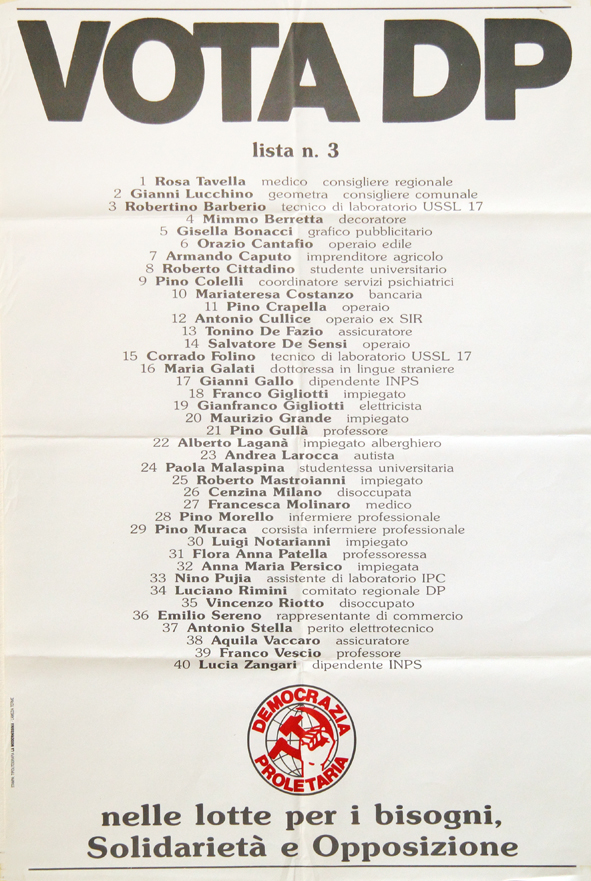 VOTA DP
lista n. 3
1 Rosa Tavella medico consigliere regionale
2 Gianni Lucchino geometra consigliere comunale
3 Robertino Barberio tecnico di laboratorio USSL 17
4 Mimmo Berretta decoratore
5 Gisella Bonacci grafico pubblicitario
6 Orazio Cantafio operaio edile
7 Armando Caputo imprenditore agricolo
8 Roberto Cittadino studente universitario
9 Pino Colelli coordinatore servizi psichiatrici
10 Mariateresa Costanzo bancaria
11 Pino Crapella operaio
12 Antonio Cullice operaio ex SIR
13 Tonino De Fazio assicuratore
14 Salvatore De Sensi operaio
15 Corrado Folino tecnico di laboratorio USSL 17
16 Maria Galati dottoressa in lingue straniere
17 Gianni Gallo dipendente INPS
18 Franco Gigliotti impiegato
19 Gianfranco Gigliotti elettricista
20 Maurizio Grande impiegato
21 Pino Gullà professore
22 Alberto Laganà impiegato alberghiero
23 Andrea Larocca autista
24 Paola Malaspina studentessa universitaria
25 Roberto Mastroianni impiegato
26 Cenzina Milano disoccupata
27 Francesca Molinaro medico
28 Pino Morello infermiere professionale
29 Pino Muraca corsista infermiere professionale
30 Luigi Notarianni impiegato
31 Flora Anna Patella professoressa
32 Anna Maria Persico impiegata
33 Nino Pujia assistente di laboratorio IPC
34 Luciano Rimini comitato regionale DP
35 Vincenzo Riotto disoccupato
36 Emilio Sereno rappresentante di commercio
37 Antonio Stella perito elettrotecnico
38 Aquila Vaccaro assicuratore
39 Franco Vescio professore
40 Lucia Zangari dipendente INPS
DEMOCRAZIA
PROLETARIA
nelle lotte per i bisogni,
Solidarietà e Opposizione